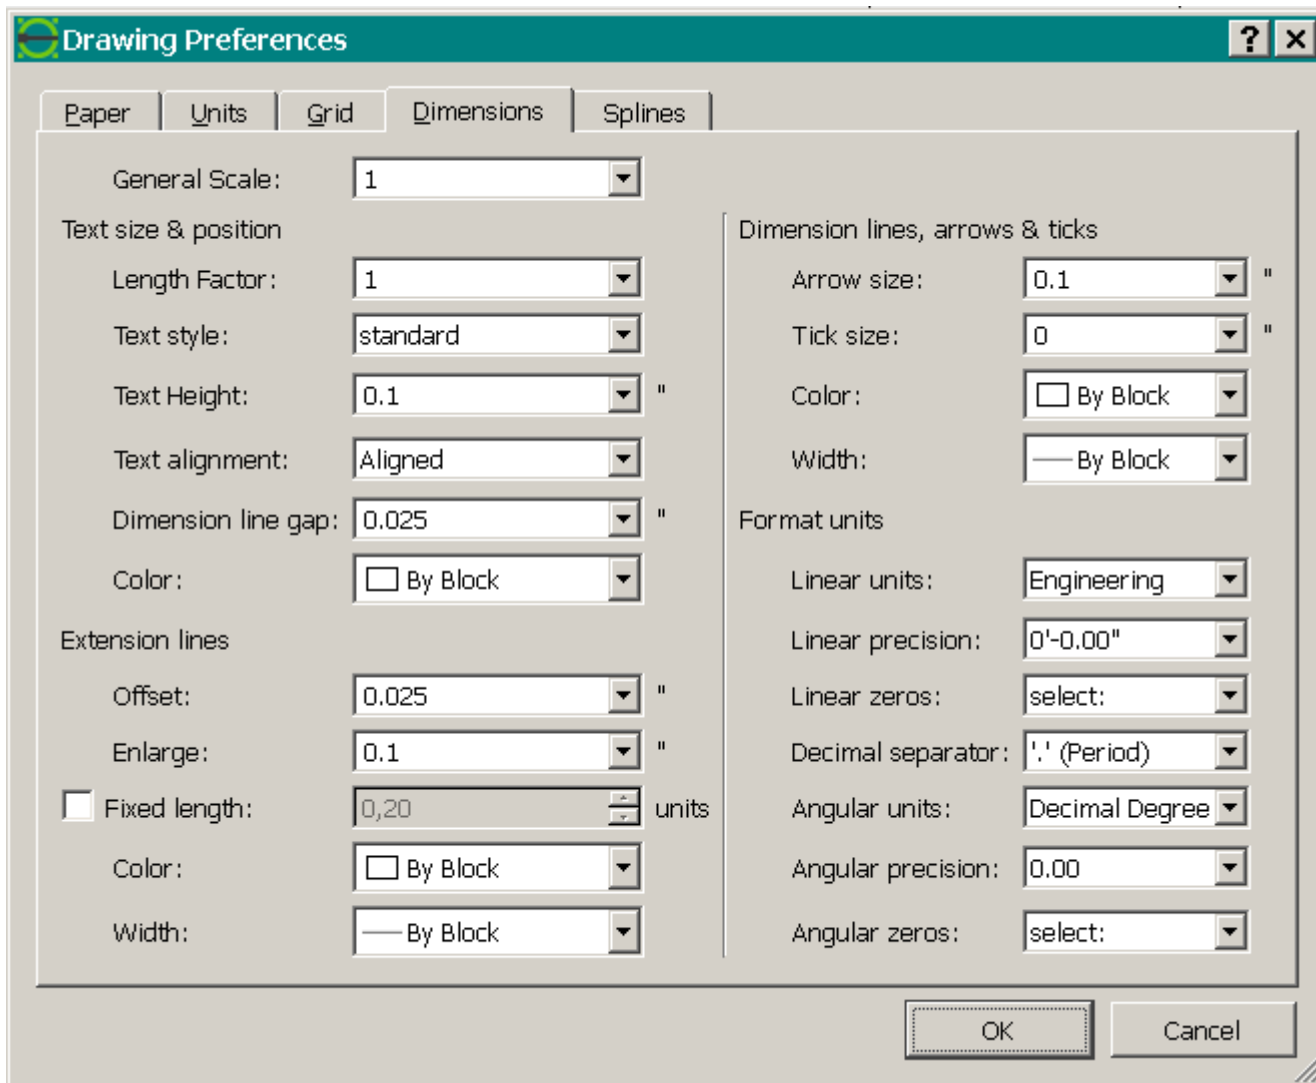 Drawing Preferences
Paper Units Grid Dimensions Splines
General Scale: 1
Text size & position
Length Factor: 1
Text style: standard
Text Height: 0.1 "
Text alignment: Aligned
Dimension line gap: 0.025 "
Color: By Block
Extension lines
Offset: 0.025 "
Enlarge: 0.1 "
Fixed length: 0,20 units
Color: By Block
Width: By Block
Dimension lines, arrows & ticks
Arrow size: 0.1 "
Tick size: 0 "
Color: By Block
Width: By Block
Format units
Linear units: Engineering
Linear precision: 0'-0.00"
Linear zeros: select:
Decimal separator: '.' (Period)
Angular units: Decimal Degree
Angular precision: 0.00
Angular zeros: select:
OK Cancel